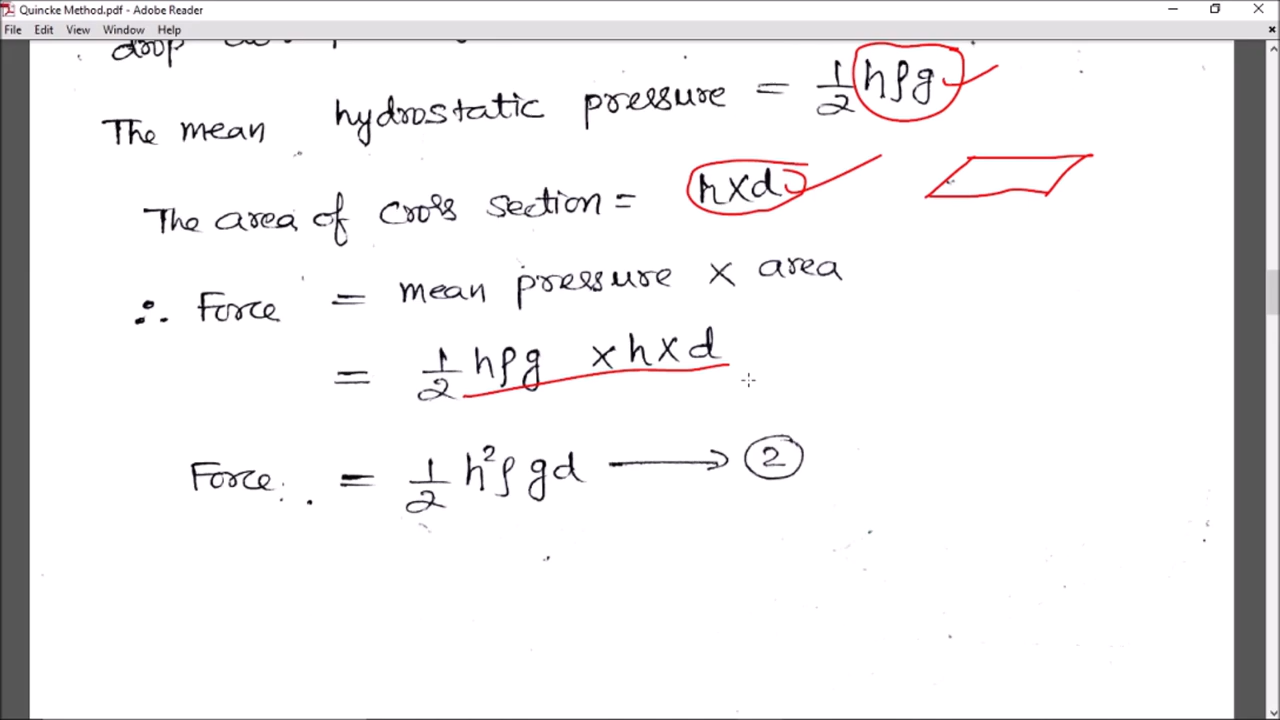 Quincke Method.pdf - Adobe Reader
File Edit View Window Help
drop
The mean hydrostatic pressure = 1/2 hρg
The area of cross section = h×d
∴ Force = mean pressure × area
= 1/2 hρg × h × d
Force = 1/2 h²ρgd ⟶ ②